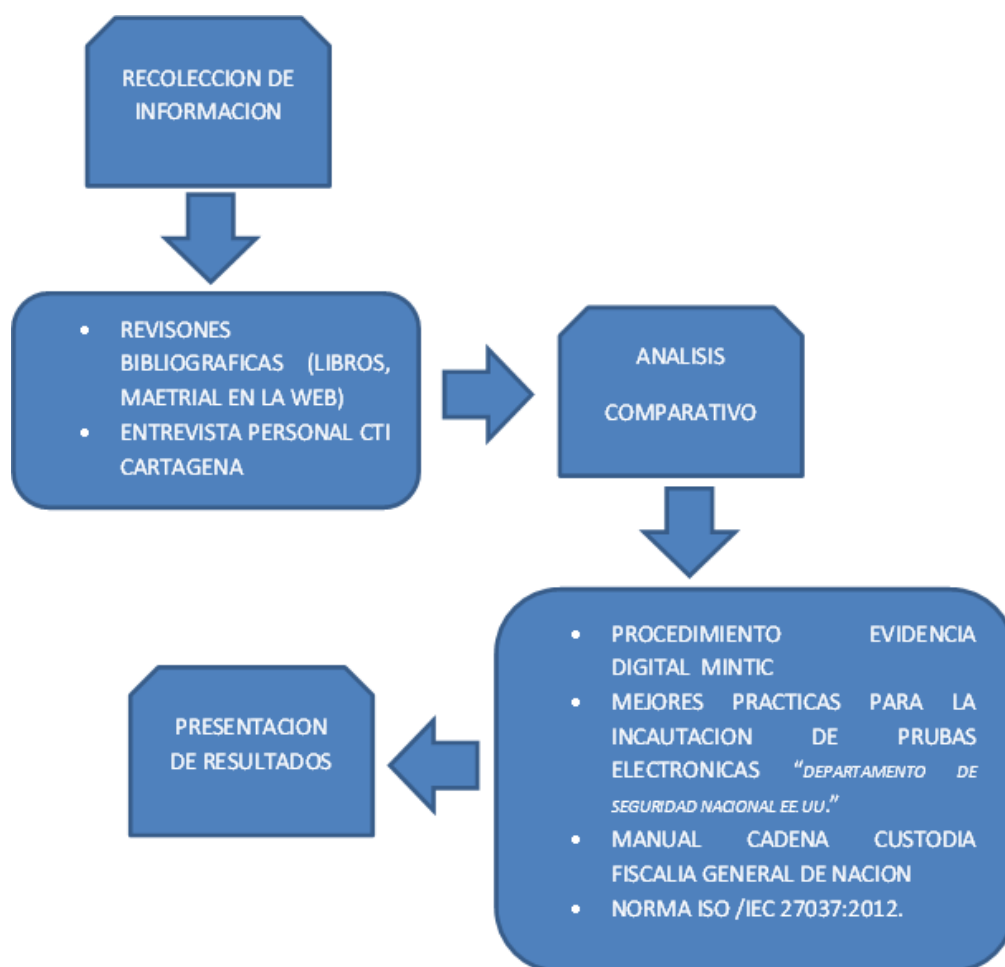 RECOLECCION DE
INFORMACION
• REVISONES
BIBLIOGRAFICAS (LIBROS,
MAETRIAL EN LA WEB)
• ENTREVISTA PERSONAL CTI
CARTAGENA
ANALISIS
COMPARATIVO
• PROCEDIMIENTO EVIDENCIA
DIGITAL MINTIC
• MEJORES PRACTICAS PARA LA
INCAUTACION DE PRUBAS
ELECTRONICAS “DEPARTAMENTO DE
SEGURIDAD NACIONAL EE. UU.”
• MANUAL CADENA CUSTODIA
FISCALIA GENERAL DE NACION
• NORMA ISO /IEC 27037:2012.
PRESENTACION
DE RESULTADOS